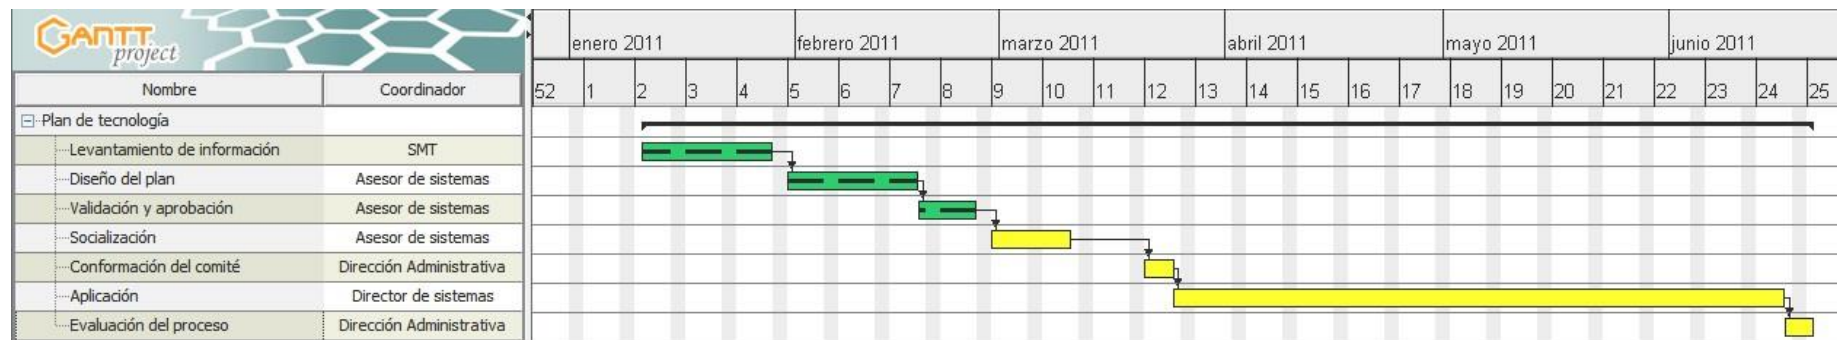 GANTT
project
enero 2011 febrero 2011 marzo 2011 abril 2011 mayo 2011 junio 2011
Nombre Coordinador 52 1 2 3 4 5 6 7 8 9 10 11 12 13 14 15 16 17 18 19 20 21 22 23 24 25
Plan de tecnología
Levantamiento de información SMT
Diseño del plan Asesor de sistemas
Validación y aprobación Asesor de sistemas
Socialización Asesor de sistemas
Conformación del comité Dirección Administrativa
Aplicación Director de sistemas
Evaluación del proceso Dirección Administrativa